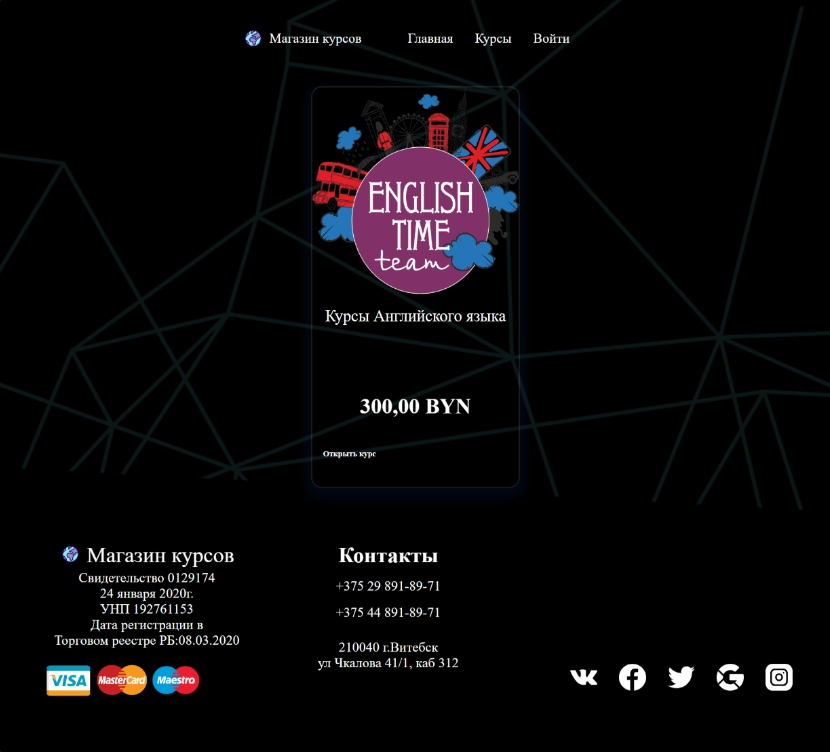 Магазин курсов Главная Курсы Войти
ENGLISH
TIME
team
Курсы Английского языка
300,00 BYN
Открыть курс
Магазин курсов
Свидетельство 0129174
24 января 2020г.
УНП 192761153
Дата регистрации в
Торговом реестре РБ:08.03.2020
VISA MasterCard Maestro
Контакты
+375 29 891-89-71
+375 44 891-89-71
210040 г.Витебск
ул Чкалова 41/1, каб 312